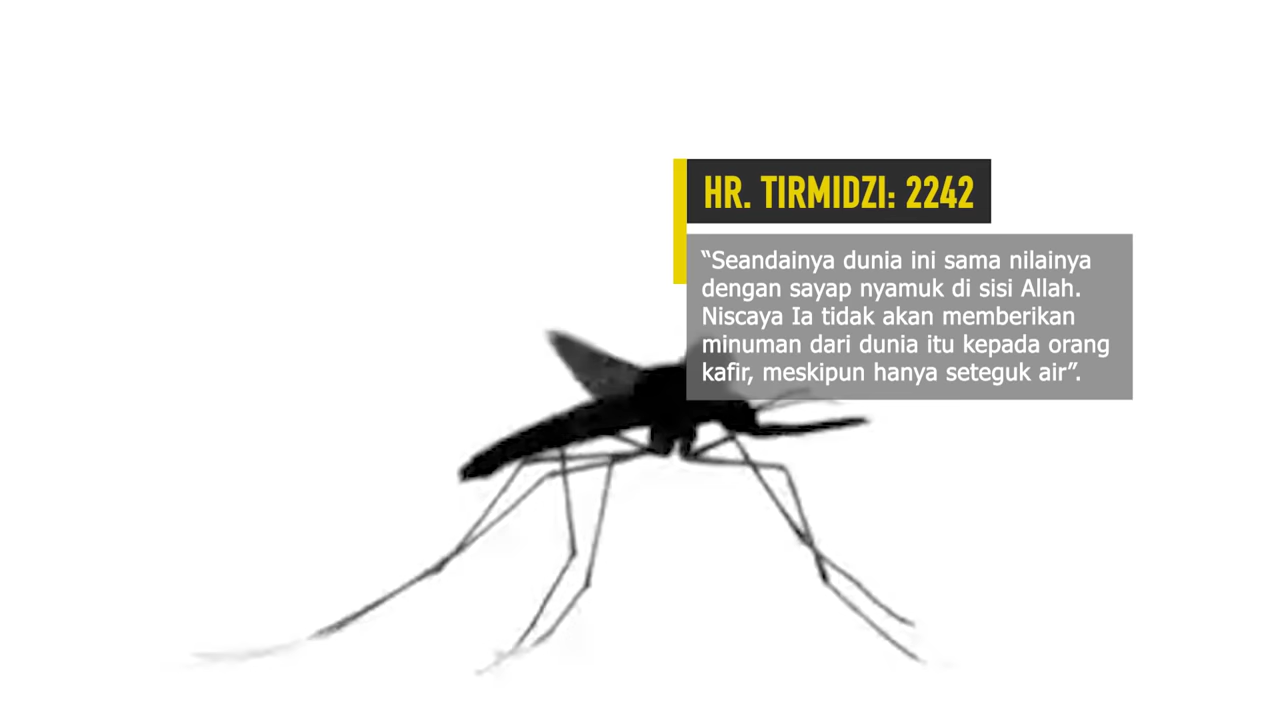 HR. TIRMIDZI: 2242
“Seandainya dunia ini sama nilainya
dengan sayap nyamuk di sisi Allah.
Niscaya Ia tidak akan memberikan
minuman dari dunia itu kepada orang
kafir, meskipun hanya seteguk air”.